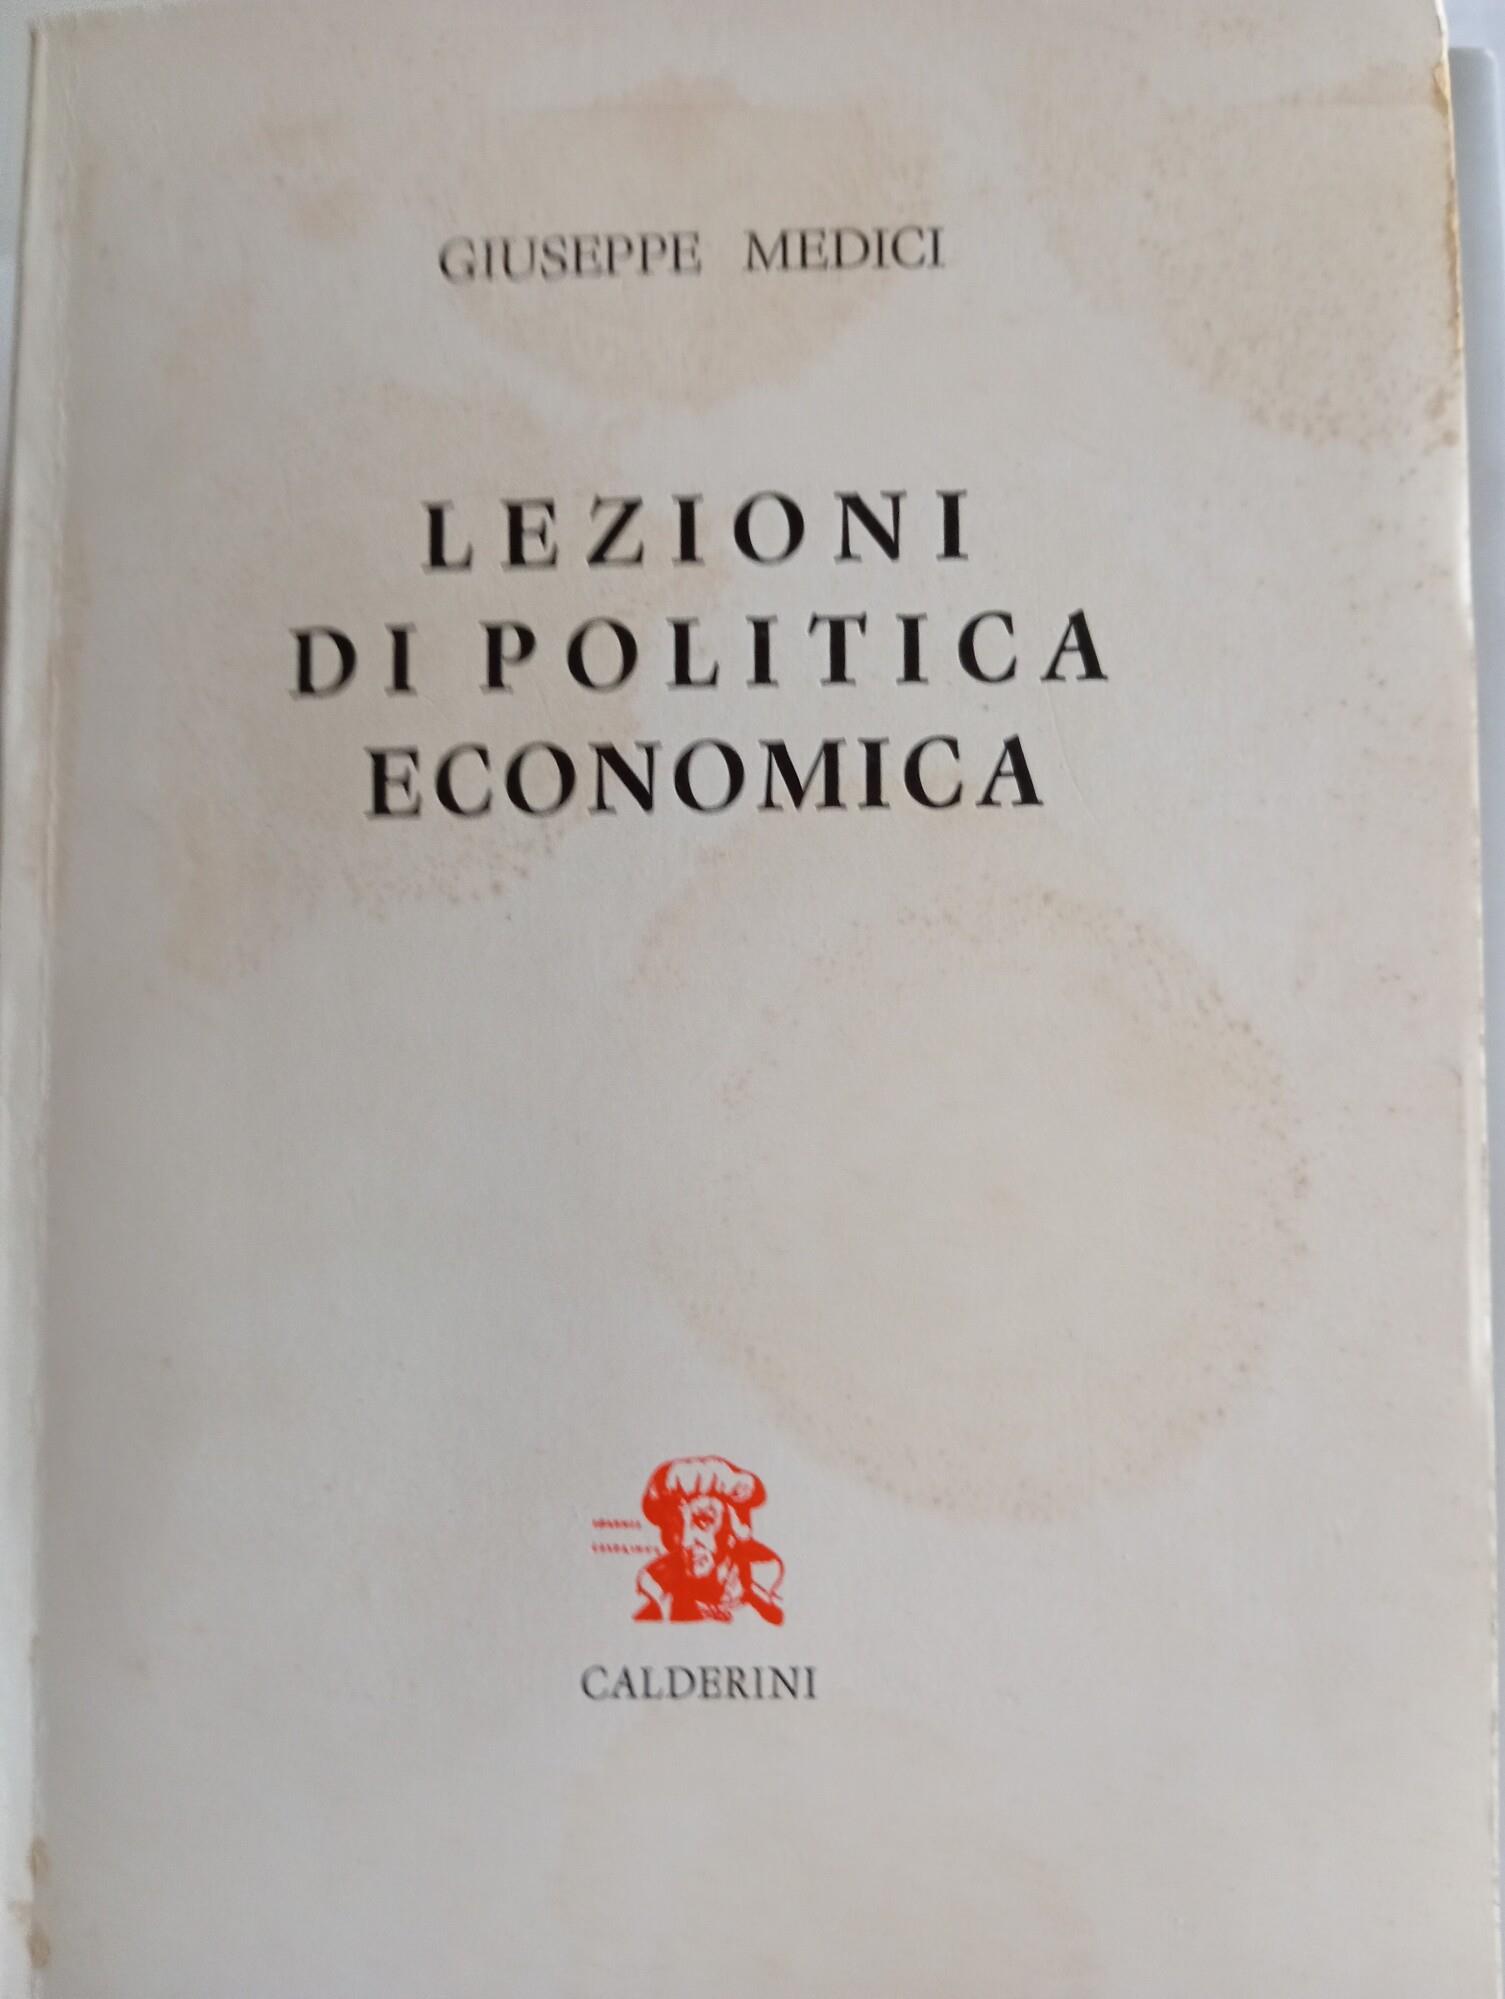 GIUSEPPE MEDICI
LEZIONI
DI POLITICA
ECONOMICA
CALDERINI